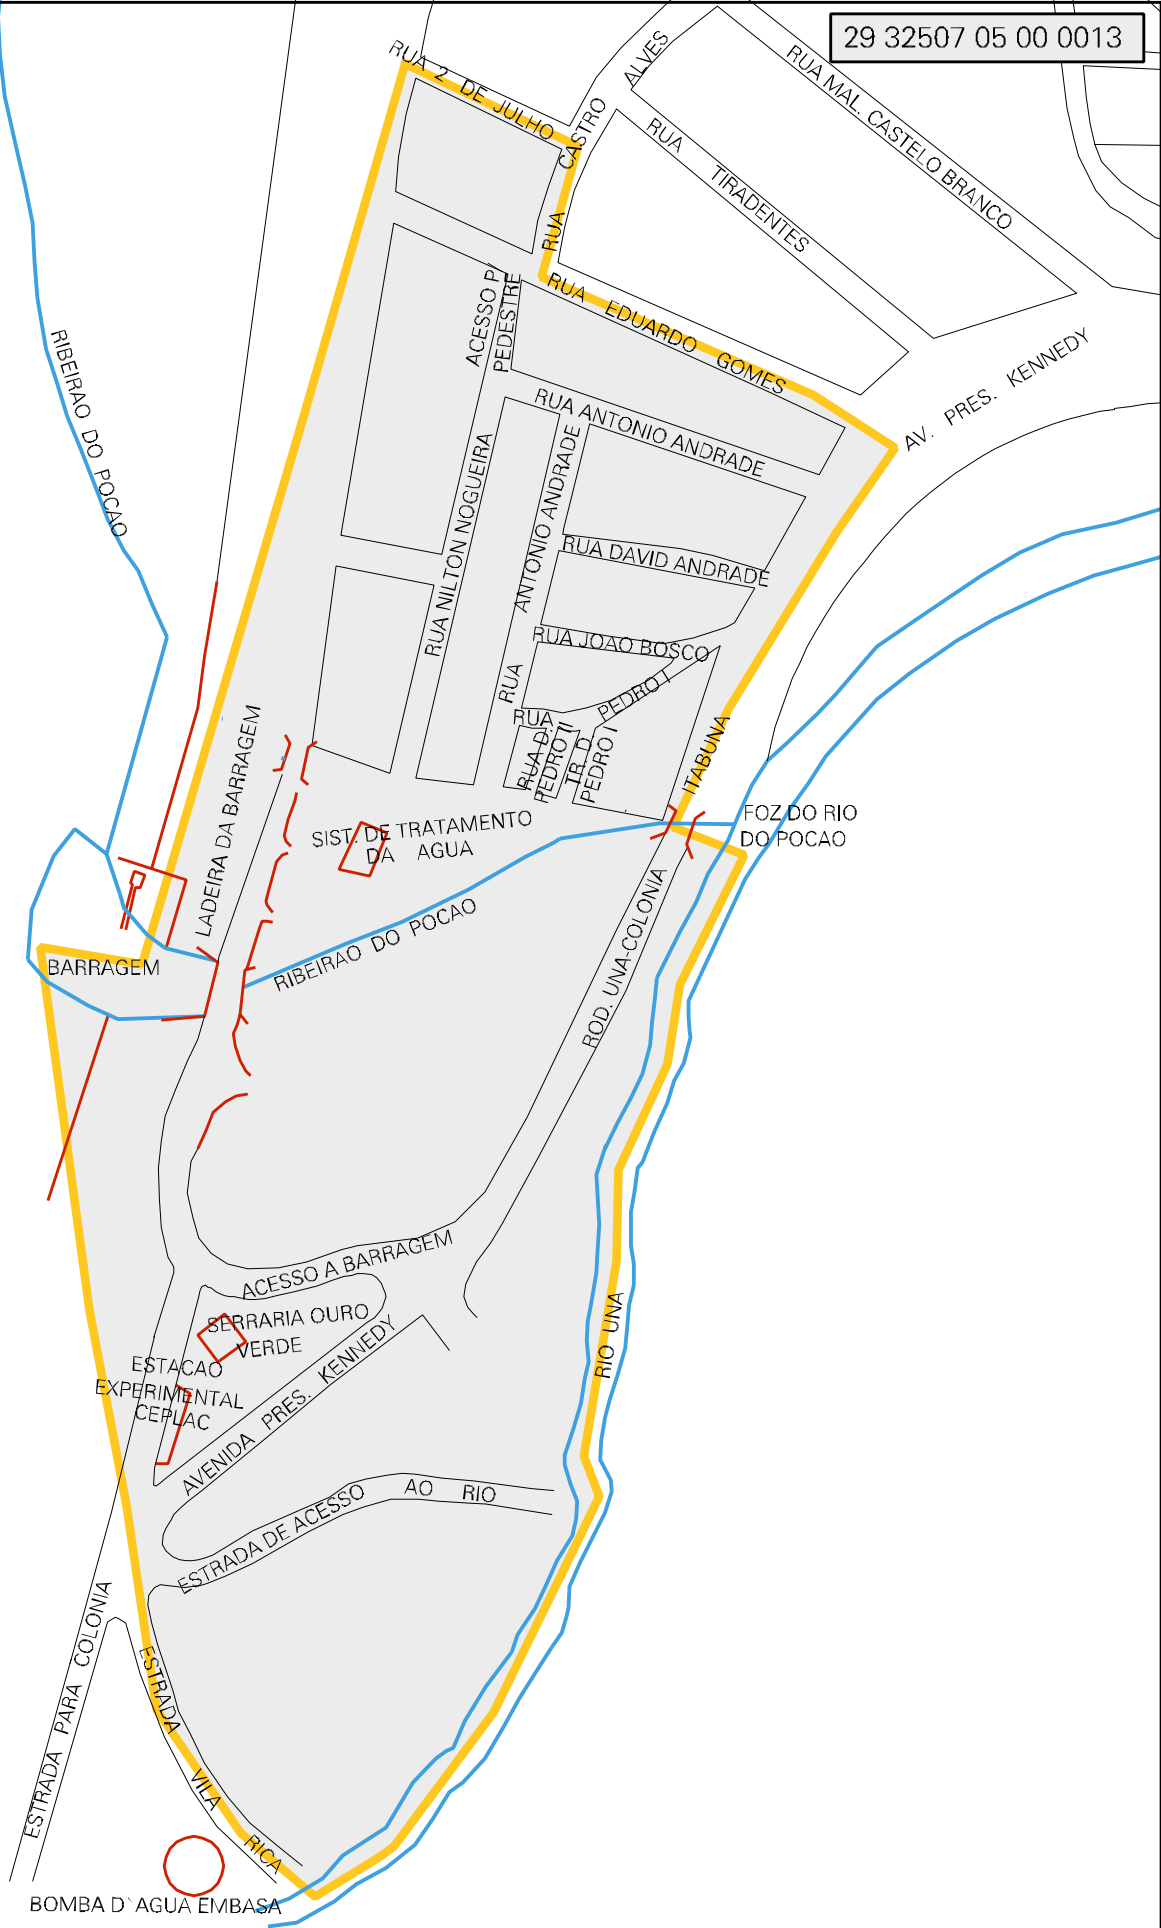 29 32507 05 00 0013
RUA 2 DE JULHO
RUA CASTRO ALVES
RUA MAL. CASTELO BRANCO
RUA TIRADENTES
RUA EDUARDO GOMES
AV. PRES. KENNEDY
ACESSO P/
PEDESTRE
RUA ANTONIO ANDRADE
RIBEIRAO DO POCAO
RUA NILTON NOGUEIRA
RUA ANTONIO ANDRADE
RUA DAVID ANDRADE
RUA JOAO BOSCO
RUA PEDRO I
RUA D.
PEDRO II
TR. D.
PEDRO I
ITABUNA
LADEIRA DA BARRAGEM
SIST. DE TRATAMENTO
DA AGUA
FOZ DO RIO
DO POCAO
RIBEIRAO DO POCAO
BARRAGEM
ROD. UNA-COLONIA
ACESSO A BARRAGEM
SERRARIA OURO
VERDE
ESTACAO
EXPERIMENTAL
CEPLAC
AVENIDA PRES. KENNEDY
RIO UNA
ESTRADA DE ACESSO AO RIO
ESTRADA PARA COLONIA
ESTRADA VILA RICA
BOMBA D`AGUA EMBASA